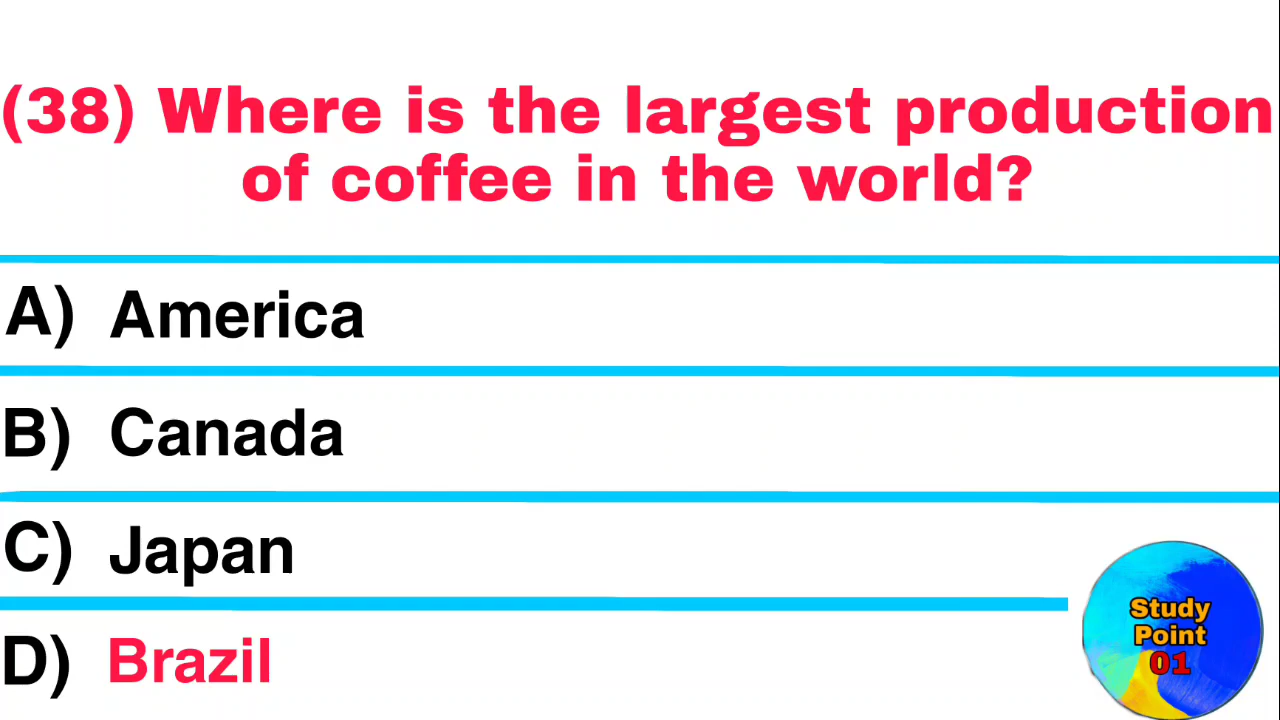 (38) Where is the largest production
of coffee in the world?
A) America
B) Canada
C) Japan
D) Brazil
Study
Point
01